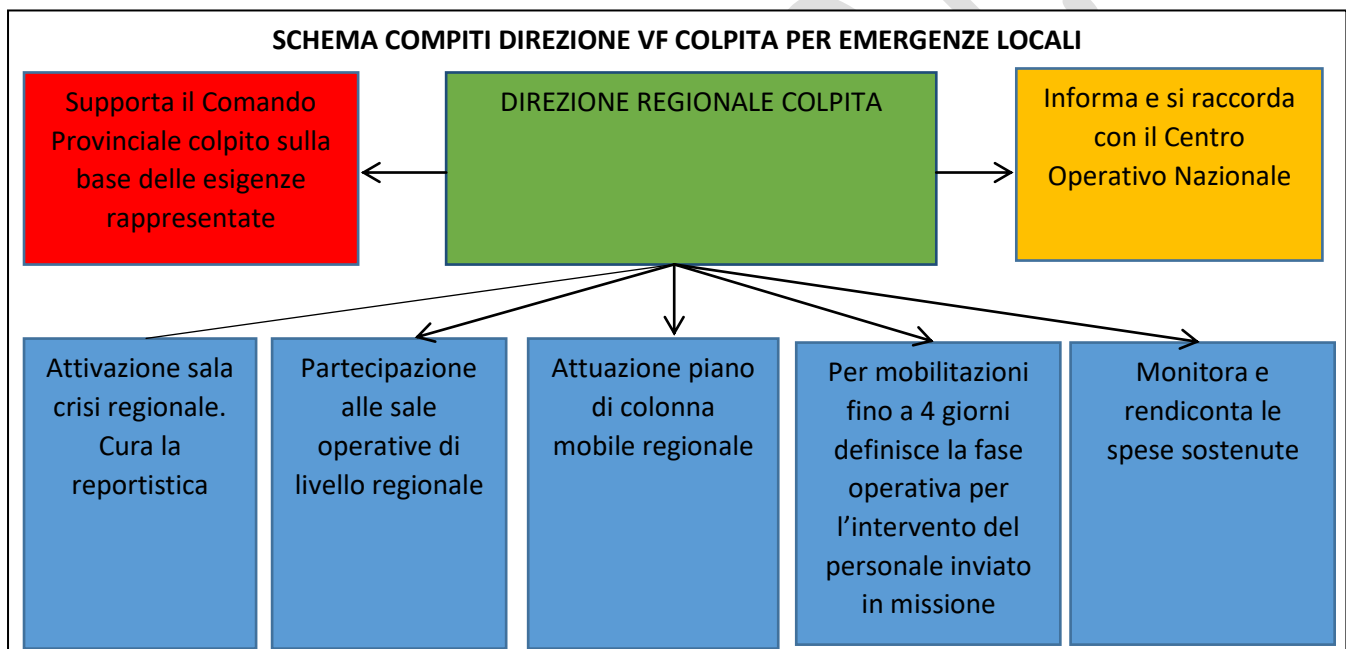 SCHEMA COMPITI DIREZIONE VF COLPITA PER EMERGENZE LOCALI
Supporta il Comando
Provinciale colpito sulla
base delle esigenze
rappresentate
DIREZIONE REGIONALE COLPITA
Informa e si raccorda
con il Centro
Operativo Nazionale
Attivazione sala
crisi regionale.
Cura la
reportistica
Partecipazione
alle sale
operative di
livello regionale
Attuazione piano
di colonna
mobile regionale
Per mobilitazioni
fino a 4 giorni
definisce la fase
operativa per
l’intervento del
personale inviato
in missione
Monitora e
rendiconta le
spese sostenute